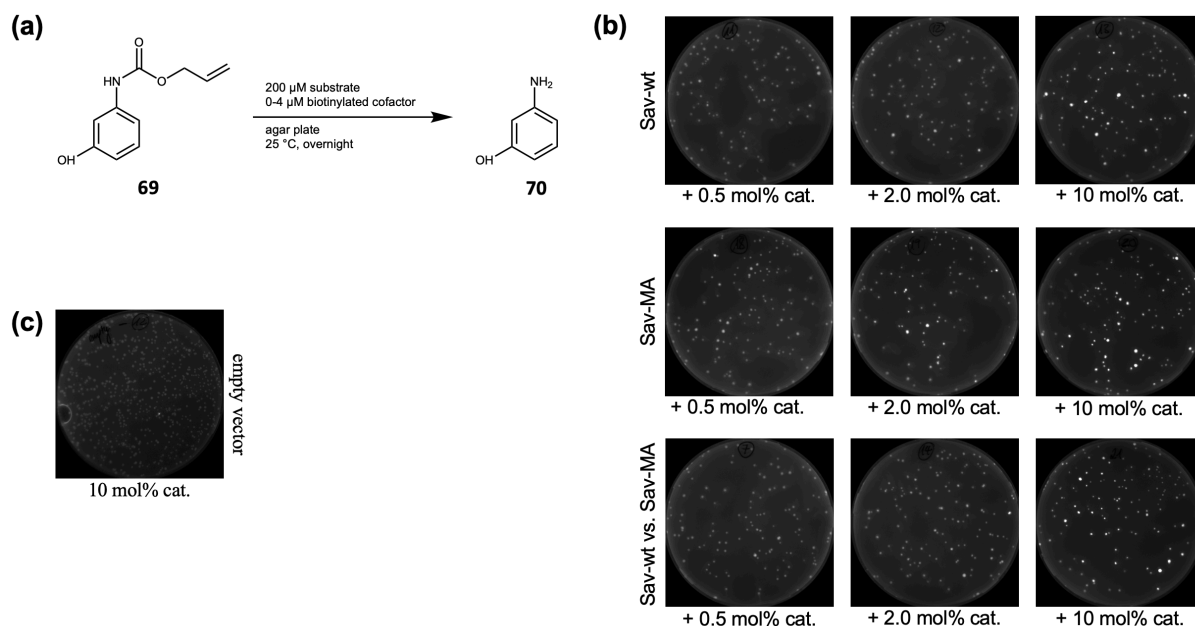 (a)
O
HN
O
OH
69
200 µM substrate
0-4 µM biotinylated cofactor
agar plate
25 °C, overnight
NH2
OH
70
(b)
Sav-wt
+ 0.5 mol% cat.
+ 2.0 mol% cat.
+ 10 mol% cat.
Sav-MA
+ 0.5 mol% cat.
+ 2.0 mol% cat.
+ 10 mol% cat.
Sav-wt vs. Sav-MA
+ 0.5 mol% cat.
+ 2.0 mol% cat.
+ 10 mol% cat.
(c)
empty vector
10 mol% cat.